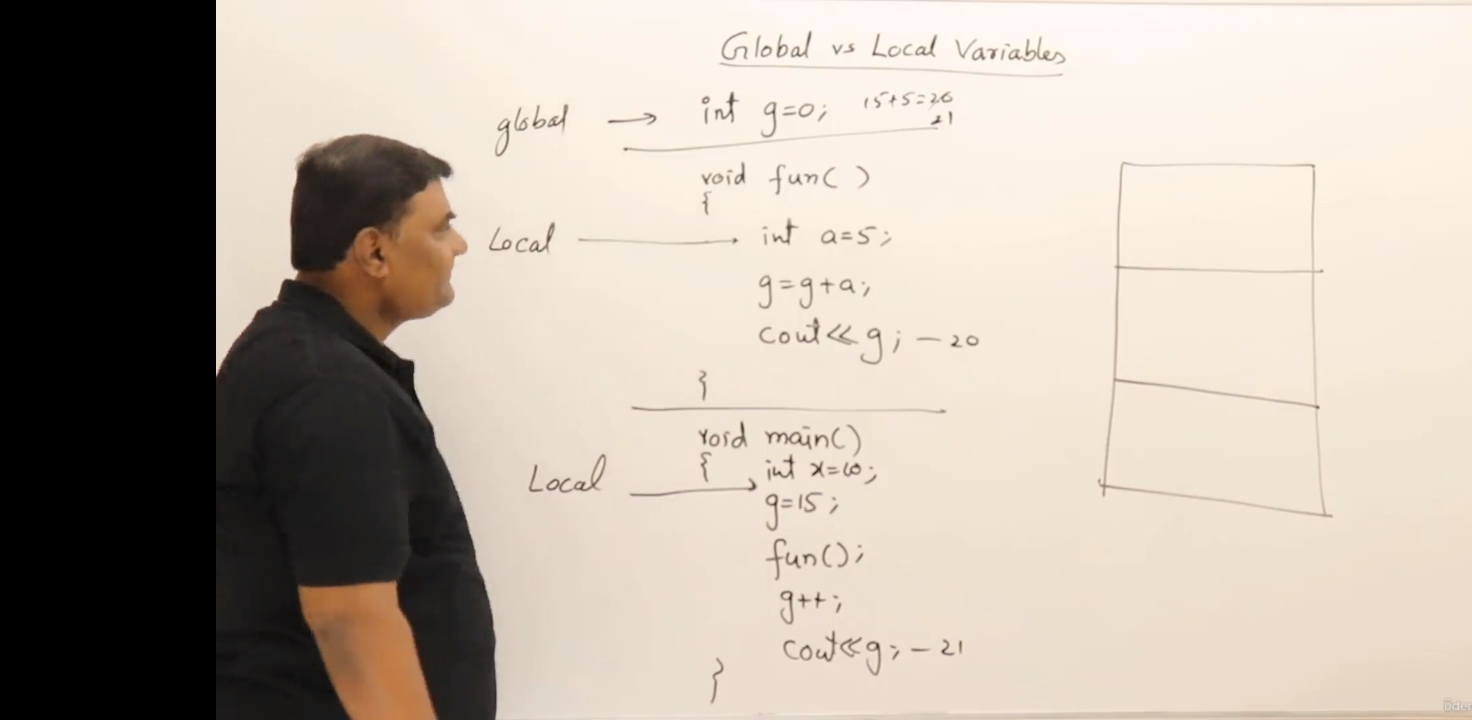 Global vs Local Variables
global → int g=0; 15+5=20
21
void fun( )
{
Local → int a=5;
g=g+a;
cout<<g; - 20
}
void main()
{ int x=10;
Local → g=15;
fun();
g++;
cout<<g; - 21
}